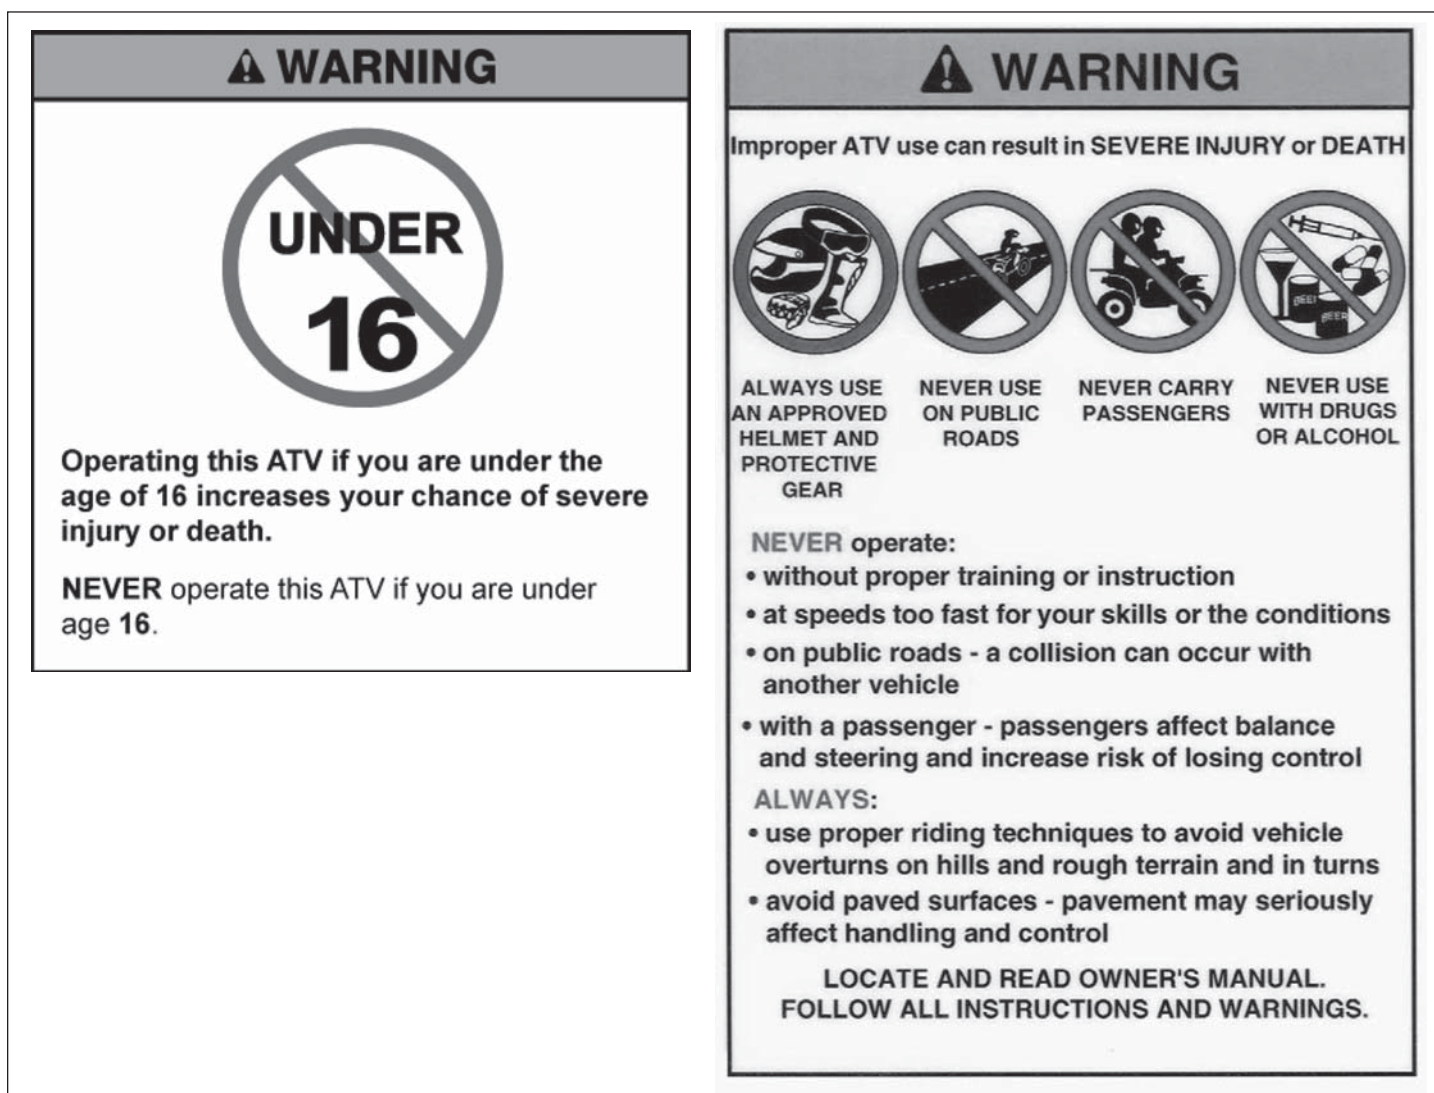 WARNING
UNDER
16
Operating this ATV if you are under the
age of 16 increases your chance of severe
injury or death.
NEVER operate this ATV if you are under
age 16.
WARNING
Improper ATV use can result in SEVERE INJURY or DEATH
BEER
BEER
ALWAYS USE
AN APPROVED
HELMET AND
PROTECTIVE
GEAR
NEVER USE
ON PUBLIC
ROADS
NEVER CARRY
PASSENGERS
NEVER USE
WITH DRUGS
OR ALCOHOL
NEVER operate:
• without proper training or instruction
• at speeds too fast for your skills or the conditions
• on public roads - a collision can occur with
another vehicle
• with a passenger - passengers affect balance
and steering and increase risk of losing control
ALWAYS:
• use proper riding techniques to avoid vehicle
overturns on hills and rough terrain and in turns
• avoid paved surfaces - pavement may seriously
affect handling and control
LOCATE AND READ OWNER'S MANUAL.
FOLLOW ALL INSTRUCTIONS AND WARNINGS.